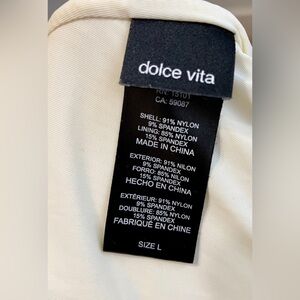 dolce vita
RN: 15101
CA: 59087
SHELL: 91% NYLON
9% SPANDEX
LINING: 85% NYLON
15% SPANDEX
MADE IN CHINA
EXTERIOR: 91% NILON
9% SPANDEX
FORRO: 85% NILON
15% SPANDEX
HECHO EN CHINA
EXTÉRIEUR: 91% NYLON
9% SPANDEX
DOUBLURE: 85% NYLON
15% SPANDEX
FABRIQUÉ EN CHINE
SIZE L